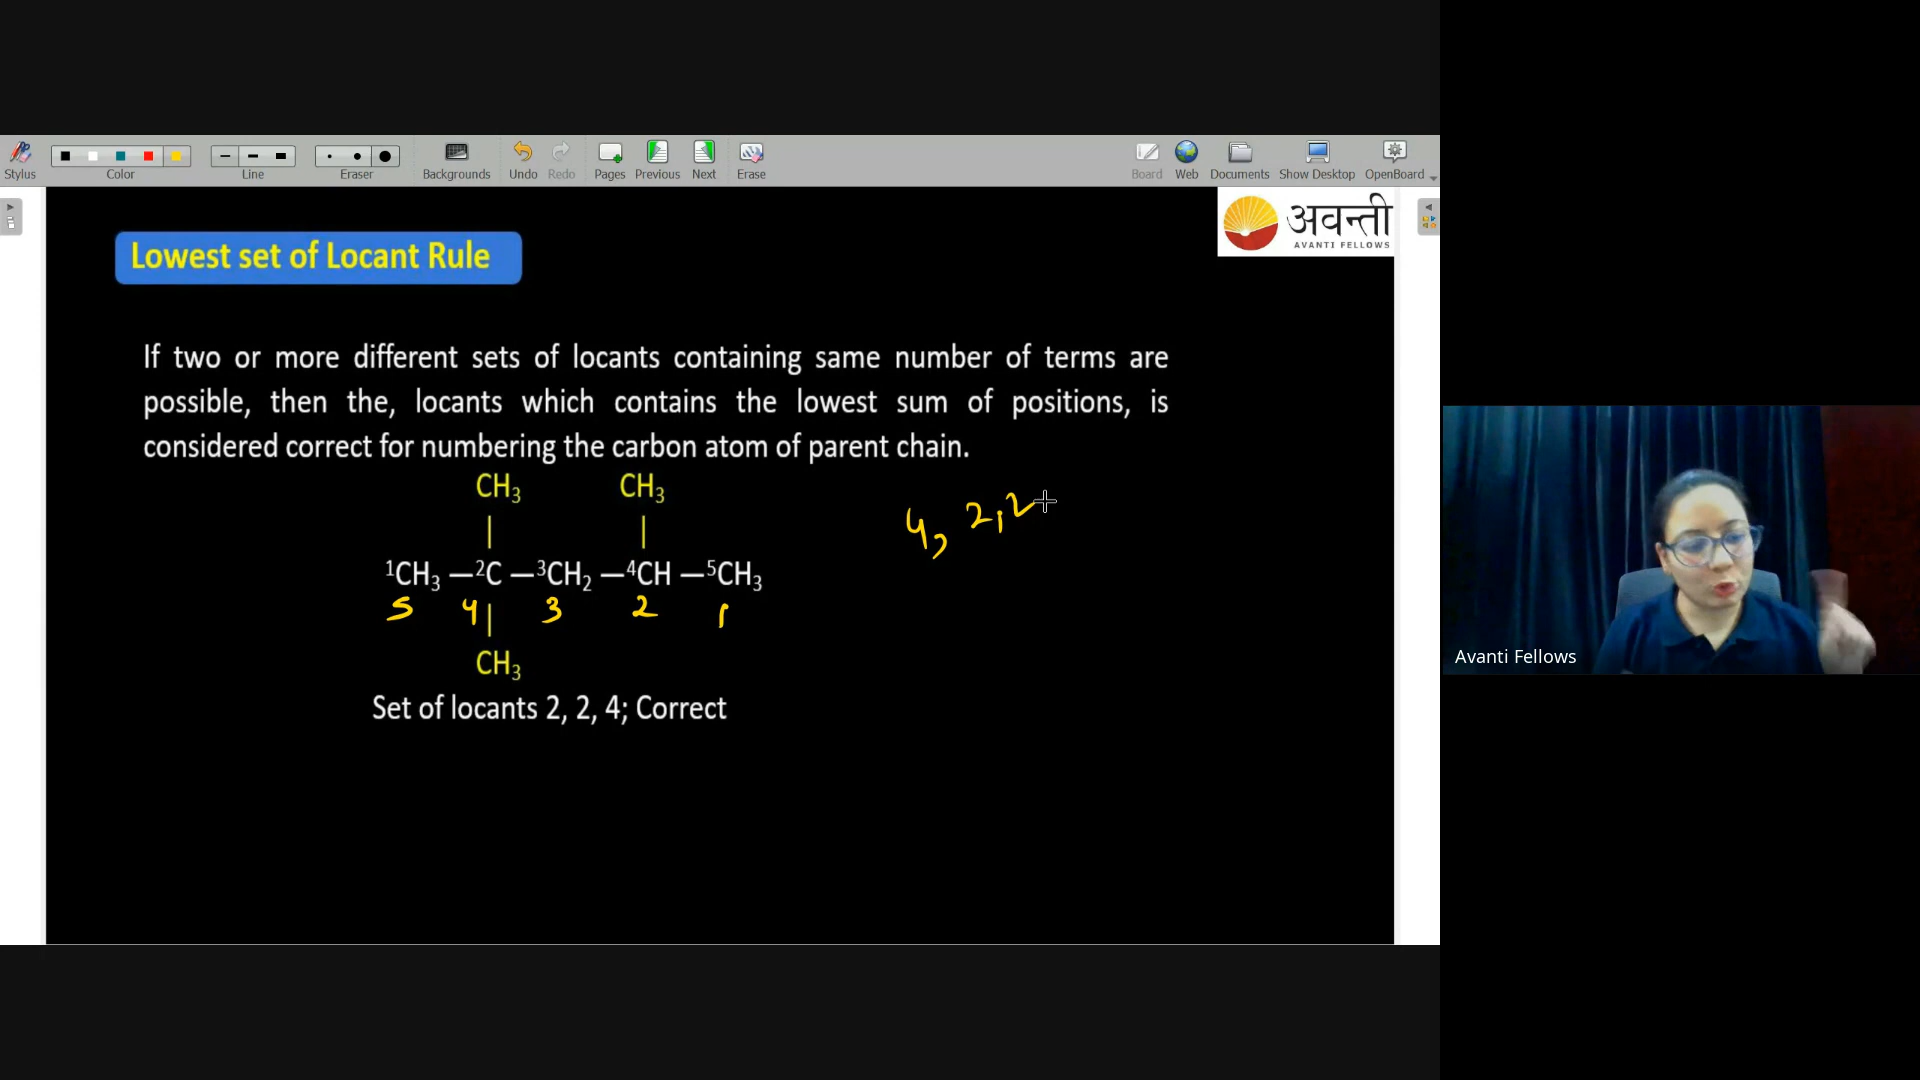 Stylus
Color
Line
Eraser
Backgrounds
Undo Redo
Pages Previous Next
Erase
Board Web Documents Show Desktop OpenBoard
अवन्ती
AVANTI FELLOWS
Lowest set of Locant Rule
If two or more different sets of locants containing same number of terms are
possible, then the, locants which contains the lowest sum of positions, is
considered correct for numbering the carbon atom of parent chain.
CH₃ CH₃
| |
¹CH₃ —²C —³CH₂ —⁴CH —⁵CH₃
5 4 | 3 2 1
CH₃
Set of locants 2, 2, 4; Correct
4, 2,2
Avanti Fellows